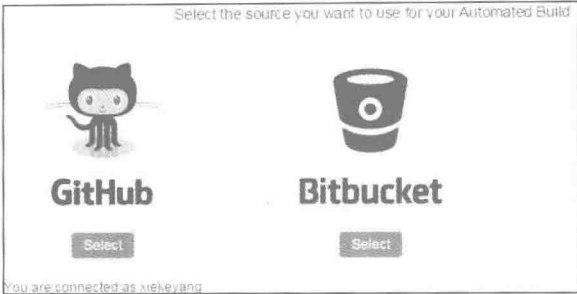 Select the source you want to use for your Automated Build
GitHub
Bitbucket
Select
Select
You are connected as xiekeyang